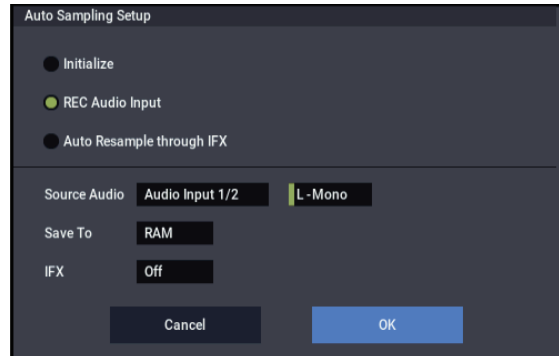 Auto Sampling Setup
Initialize
REC Audio Input
Auto Resample through IFX
Source Audio Audio Input 1/2 L-Mono
Save To RAM
IFX Off
Cancel OK